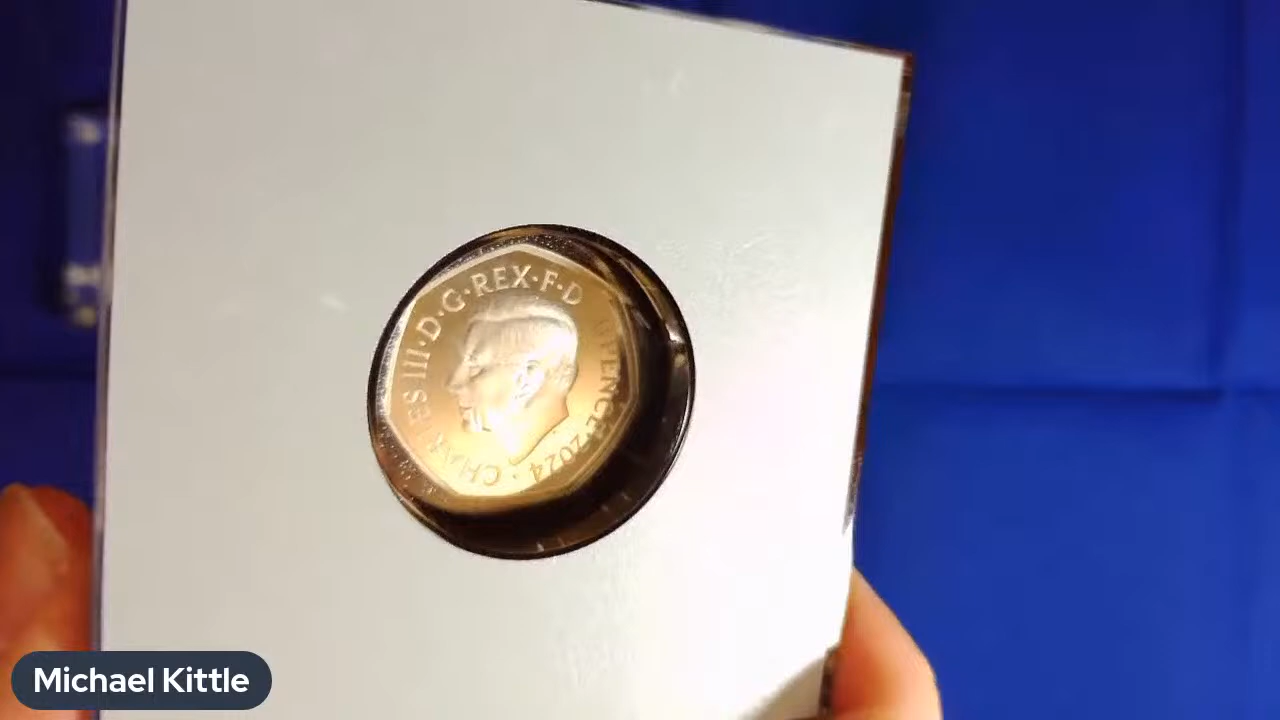 CHARLES III · D · G · REX · F · D
PENCE · 2024 ·
Michael Kittle